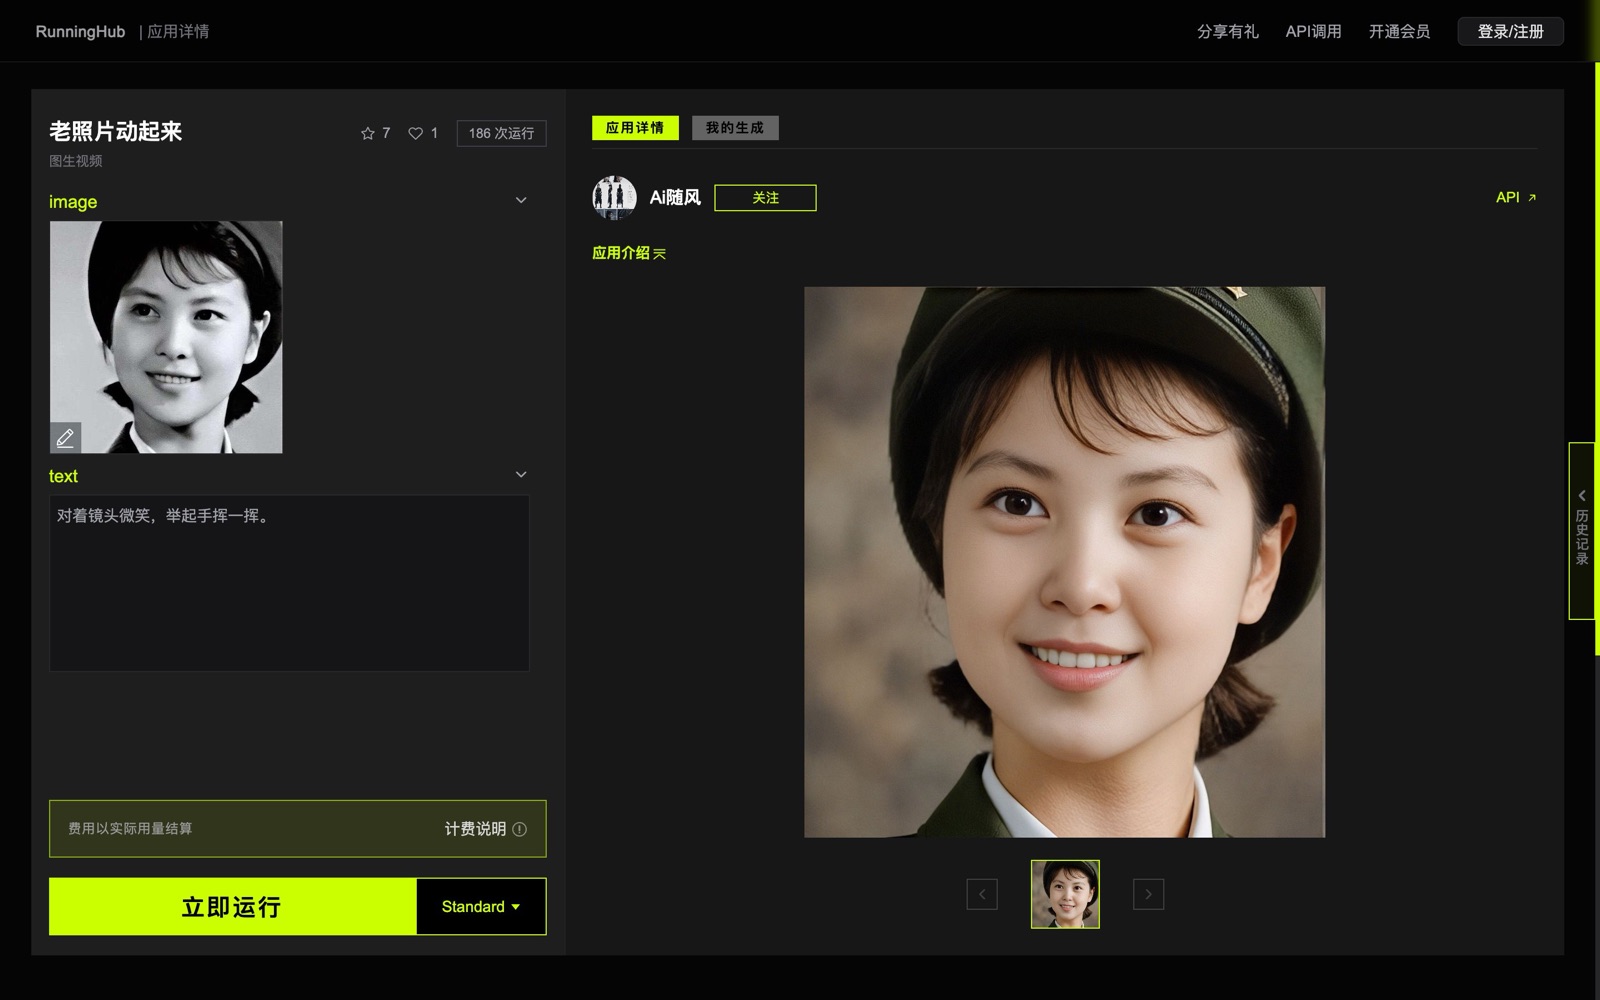 RunningHub | 应用详情
分享有礼 API调用 开通会员 登录/注册
老照片动起来
7 1 186 次运行
图生视频
image
text
对着镜头微笑，举起手挥一挥。
费用以实际用量结算 计费说明
立即运行 Standard
应用详情 我的生成
Ai随风 关注 API
应用介绍
历史记录